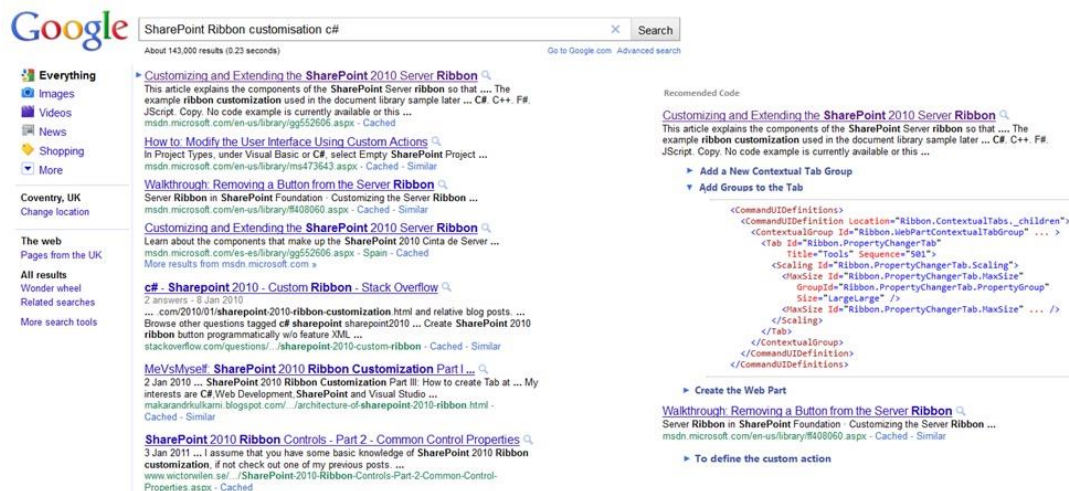 Google
SharePoint Ribbon customisation c#
Search
About 143,000 results (0.23 seconds)
Go to Google.com Advanced search
Everything
Images
Videos
News
Shopping
More
Coventry, UK
Change location
The web
Pages from the UK
All results
Wonder wheel
Related searches
More search tools
Customizing and Extending the SharePoint 2010 Server Ribbon
This article explains the components of the SharePoint Server ribbon so that .... The
example ribbon customization used in the document library sample later ... C#. C++. F#.
JScript. Copy. No code example is currently available or this ...
msdn.microsoft.com/en-us/library/gg552606.aspx - Cached
How to: Modify the User Interface Using Custom Actions
In Project Types, under Visual Basic or C#, select Empty SharePoint Project ...
msdn.microsoft.com/en-us/library/ms473643.aspx - Cached
Walkthrough: Removing a Button from the Server Ribbon
Server Ribbon in SharePoint Foundation · Customizing the Server Ribbon ...
msdn.microsoft.com/en-us/library/ff408060.aspx - Cached - Similar
Customizing and Extending the SharePoint 2010 Server Ribbon
Learn about the components that make up the SharePoint 2010 Cinta de Server ...
msdn.microsoft.com/es-es/library/gg552606.aspx - Spain - Cached
More results from msdn.microsoft.com »
c# - Sharepoint 2010 - Custom Ribbon - Stack Overflow
2 answers - 8 Jan 2010
... .com/2010/01/sharepoint-2010-ribbon-customization.html and relative blog posts. ...
Browse other questions tagged c# sharepoint sharepoint2010 ... Create SharePoint 2010
ribbon button programmatically w/o feature XML ...
stackoverflow.com/questions/.../sharepoint-2010-custom-ribbon - Cached - Similar
MeVsMyself: SharePoint 2010 Ribbon Customization Part I ...
2 Jan 2010 ... SharePoint 2010 Ribbon Customization Part III: How to create Tab at ... My
interests are C#,Web Development,SharePoint and Visual Studio ...
makarandrkulkarni.blogspot.com/.../architecture-of-sharepoint-2010-ribbon.html -
Cached - Similar
SharePoint 2010 Ribbon Controls - Part 2 - Common Control Properties
3 Jan 2011 ... I assume that you have some basic knowledge of SharePoint 2010 Ribbon
customization, if not check out one of my previous posts. ...
www.wictorwilen.se/.../SharePoint-2010-Ribbon-Controls-Part-2-Common-Control-
Properties.aspx - Cached
Recomended Code
Customizing and Extending the SharePoint 2010 Server Ribbon
This article explains the components of the SharePoint Server ribbon so that .... The
example ribbon customization used in the document library sample later ... C#. C++. F#.
JScript. Copy. No code example is currently available or this ...
Add a New Contextual Tab Group
Add Groups to the Tab
<CommandUIDefinitions>
<CommandUIDefinition Location="Ribbon.ContextualTabs._children">
<ContextualGroup Id="Ribbon.WebPartContextualTabGroup" ... >
<Tab Id="Ribbon.PropertyChangerTab"
Title="Tools" Sequence="501">
<Scaling Id="Ribbon.PropertyChangerTab.Scaling">
<MaxSize Id="Ribbon.PropertyChangerTab.MaxSize"
GroupId="Ribbon.PropertyChangerTab.PropertyGroup"
Size="LargeLarge" />
<MaxSize Id="Ribbon.PropertyChangerTab.MaxSize" ... />
</Scaling>
</Tab>
</ContextualGroup>
</CommandUIDefinition>
</CommandUIDefinitions>
Create the Web Part
Walkthrough: Removing a Button from the Server Ribbon
Server Ribbon in SharePoint Foundation · Customizing the Server Ribbon ...
msdn.microsoft.com/en-us/library/ff408060.aspx - Cached - Similar
To define the custom action